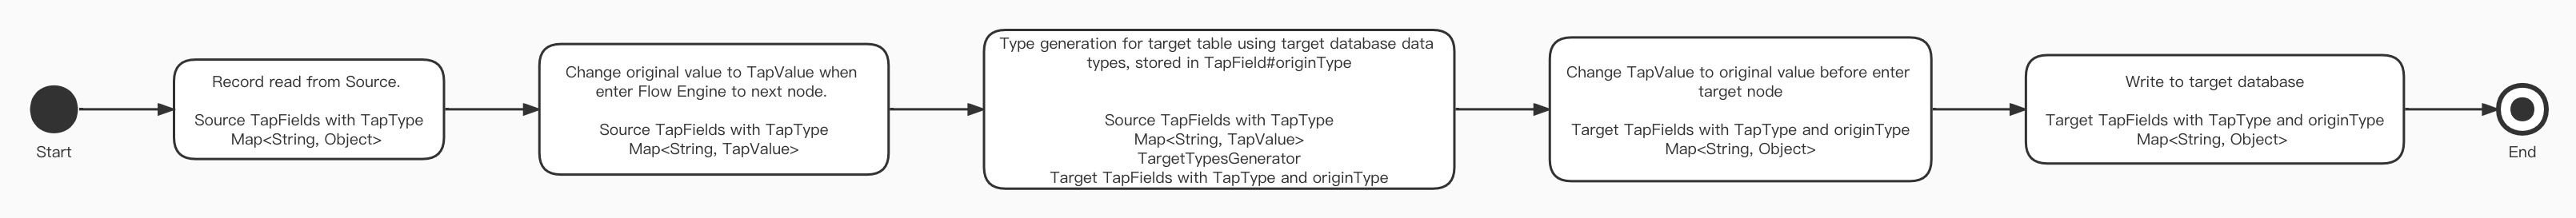 Start
Record read from Source.
Source TapFields with TapType
Map<String, Object>
Change original value to TapValue when
enter Flow Engine to next node.
Source TapFields with TapType
Map<String, TapValue>
Type generation for target table using target database data
types, stored in TapField#originType
Source TapFields with TapType
Map<String, TapValue>
TargetTypesGenerator
Target TapFields with TapType and originType
Change TapValue to original value before enter
target node
Target TapFields with TapType and originType
Map<String, Object>
Write to target database
Target TapFields with TapType and originType
Map<String, Object>
End